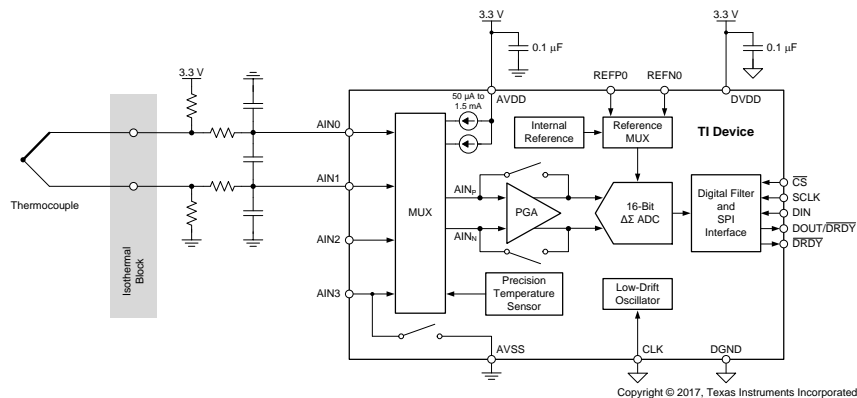 3.3 V
3.3 V
0.1 μF
0.1 μF
3.3 V
50 μA to
1.5 mA
AVDD
REFP0
REFN0
DVDD
AIN0
Internal
Reference
Reference
MUX
TI Device
AIN1
MUX
AINP
AINN
PGA
16-Bit
ΔΣ ADC
Digital Filter
and
SPI
Interface
CS
SCLK
DIN
DOUT/DRDY
DRDY
Thermocouple
Isothermal
Block
AIN2
AIN3
Precision
Temperature
Sensor
Low-Drift
Oscillator
AVSS
CLK
DGND
Copyright © 2017, Texas Instruments Incorporated